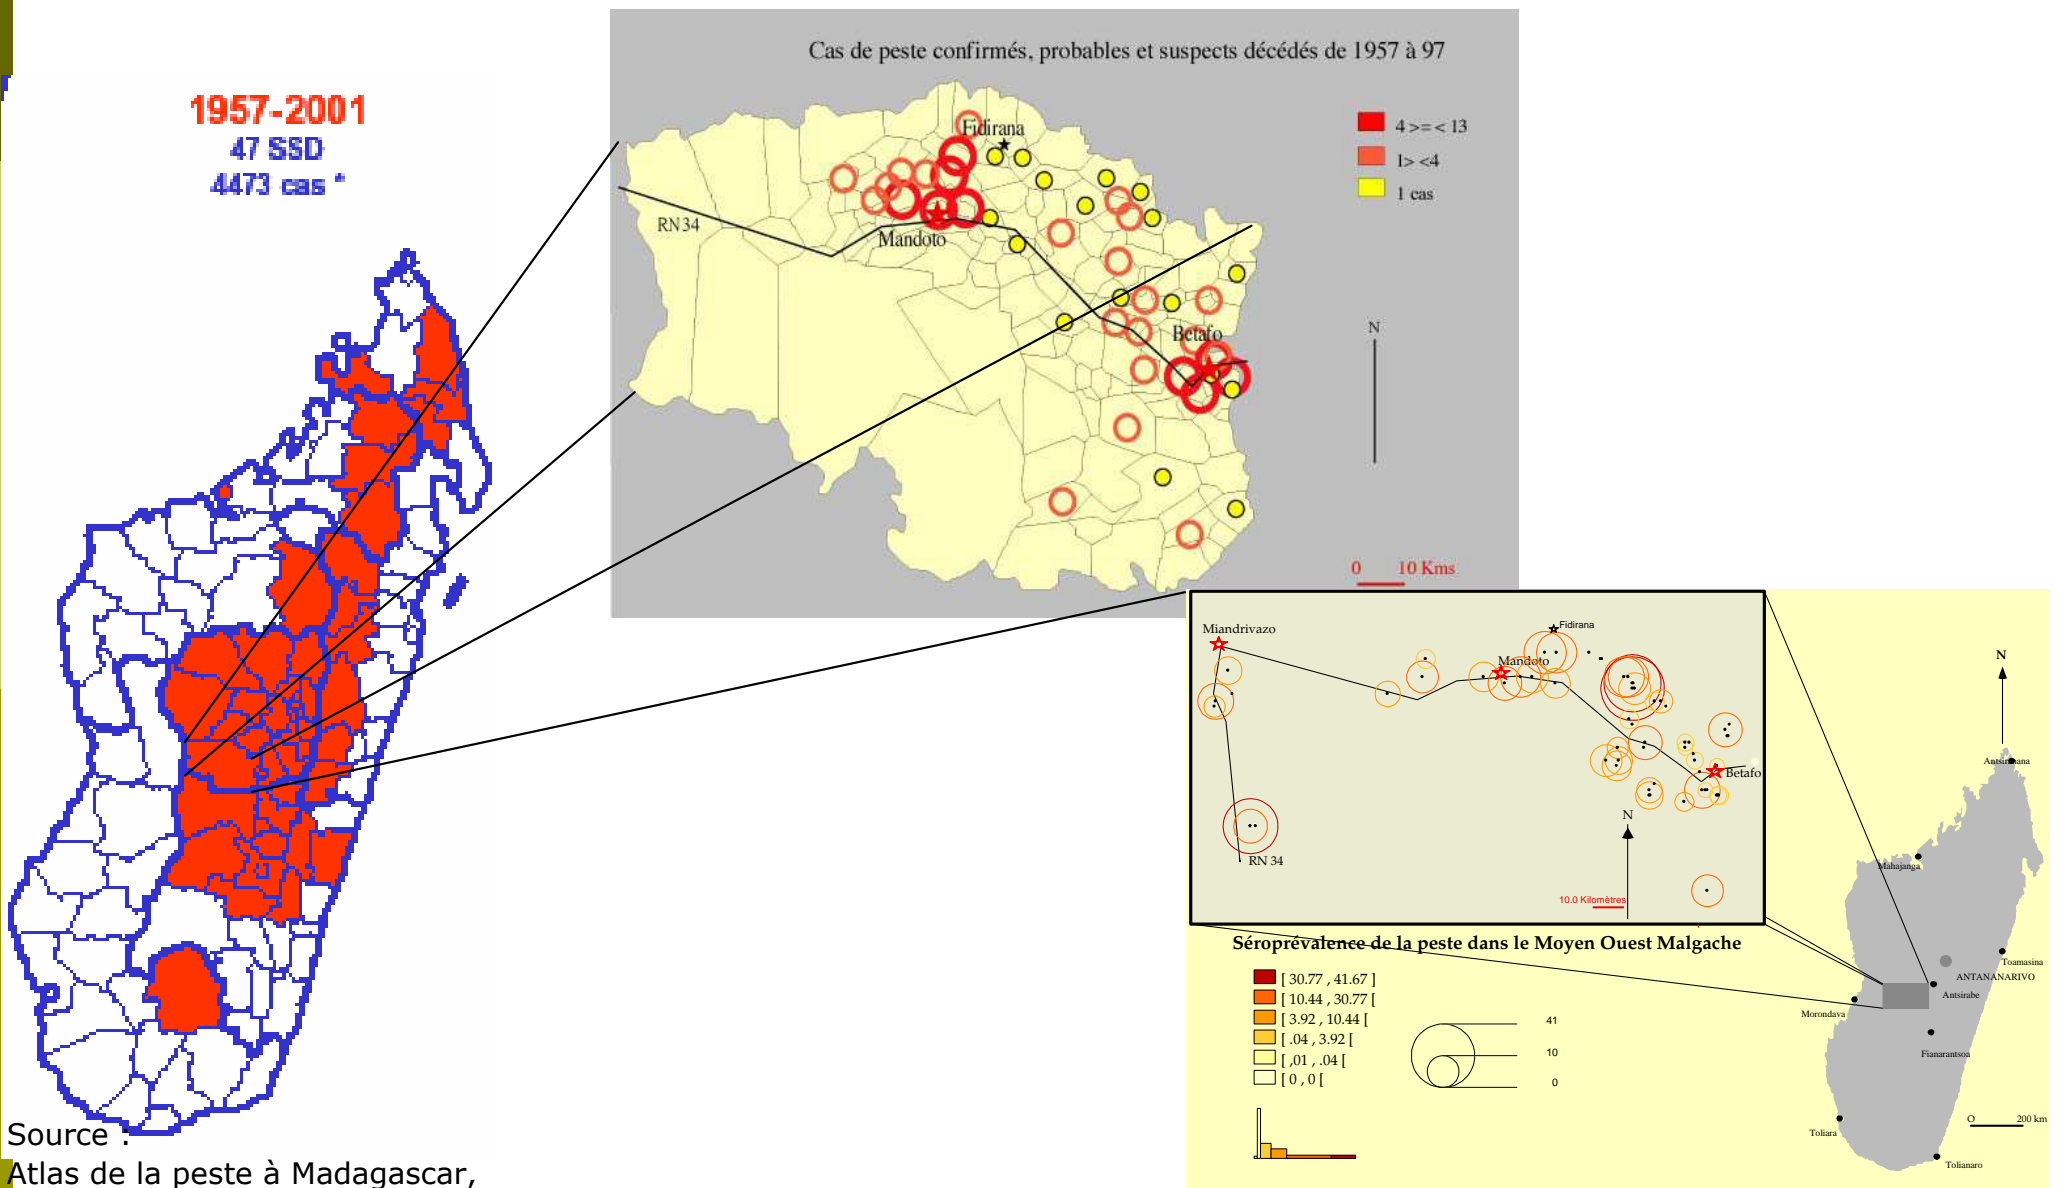 1957-2001
47 SSD
4473 cas *
Source :
Atlas de la peste à Madagascar,
Cas de peste confirmés, probables et suspects décédés de 1957 à 97
4 >= < 13
1> <4
1 cas
Fidirana
RN34
Mandoto
Betafo
N
0 10 Kms
Miandrivazo
Fidirana
Mandoto
Betafo
N
RN 34
10.0 Kilomètres
Séroprévalence de la peste dans le Moyen Ouest Malgache
[ 30.77 , 41.67 ]
[ 10.44 , 30.77 [
[ 3.92 , 10.44 [
[ .04 , 3.92 [
[ ,01 , .04 [
[ 0 , 0 [
41
10
0
N
Mahajanga
Toamasina
ANTANANARIVO
Antsirabe
Morondava
Fianarantsoa
Toliara
Tolianaro
O 200 km